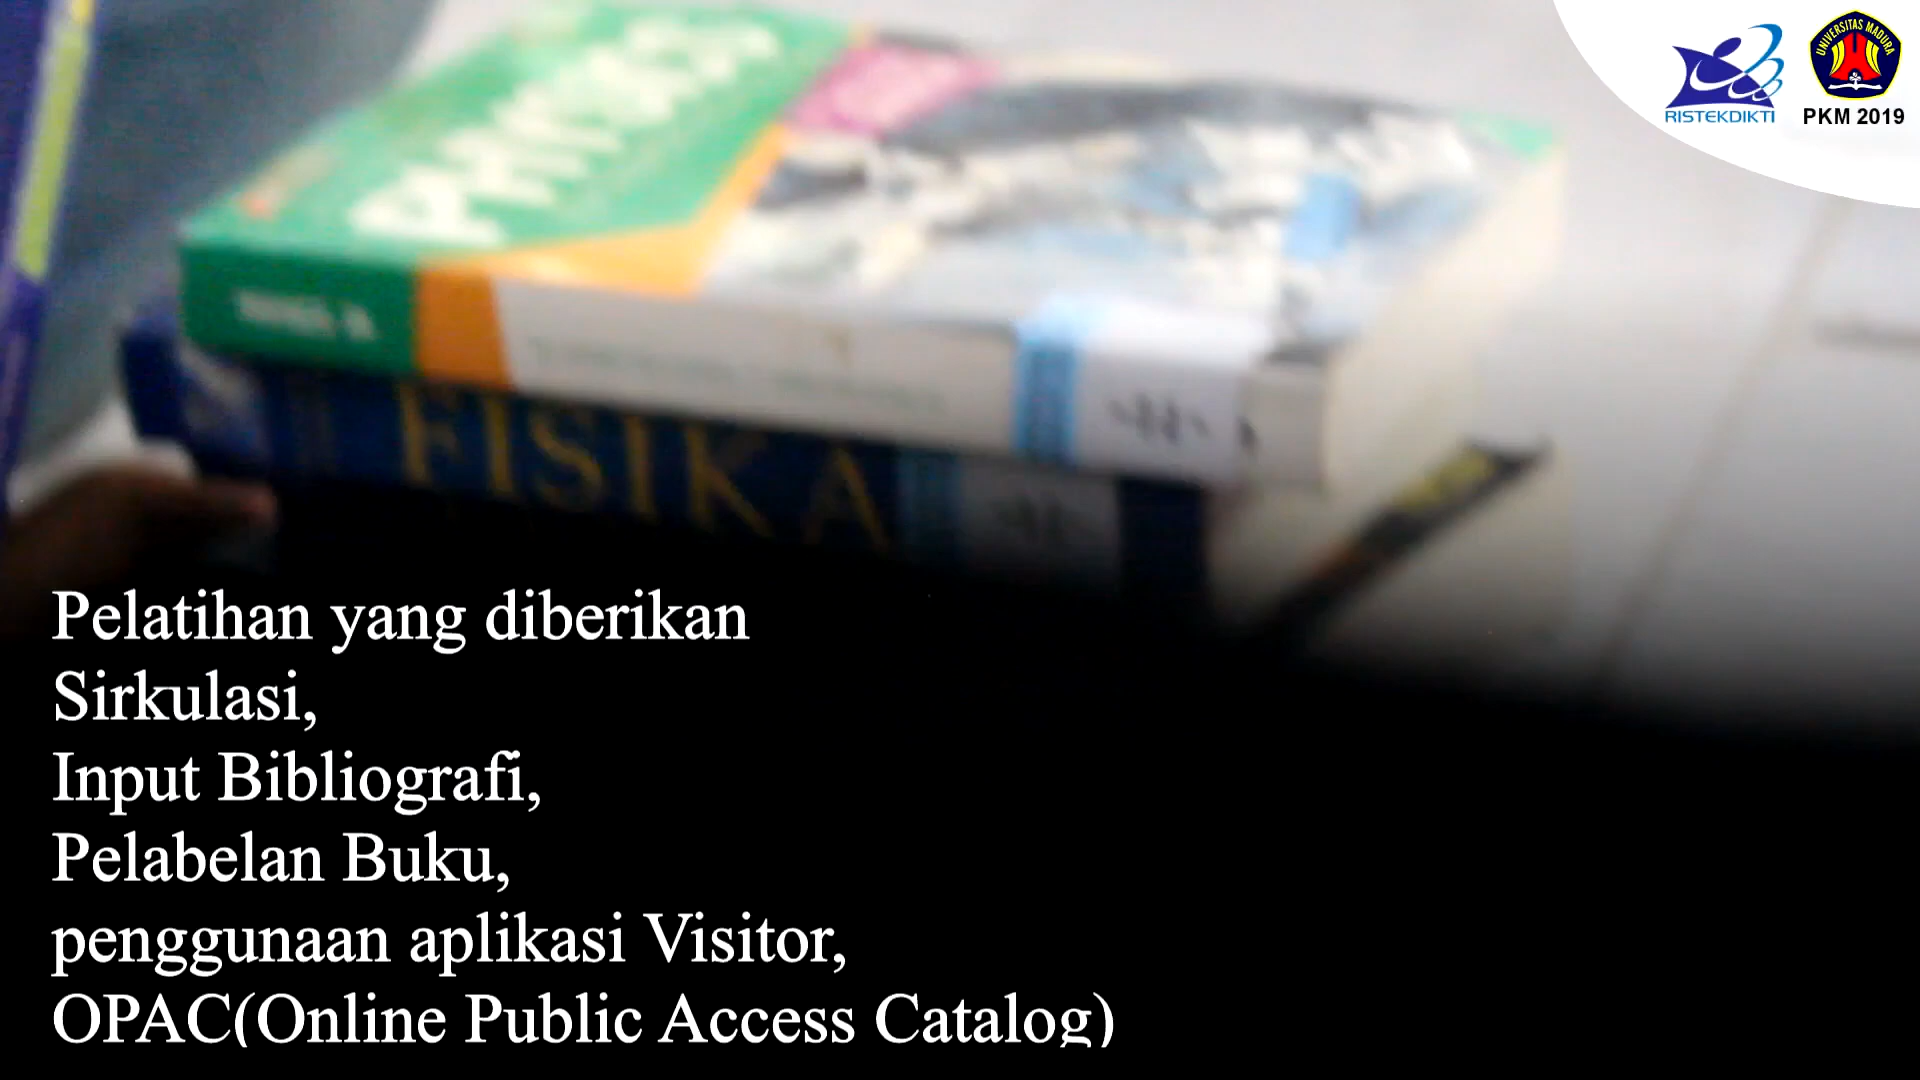 RISTEKDIKTI
UNIVERSITAS MADURA
PKM 2019
FISIKA
Pelatihan yang diberikan
Sirkulasi,
Input Bibliografi,
Pelabelan Buku,
penggunaan aplikasi Visitor,
OPAC(Online Public Access Catalog)